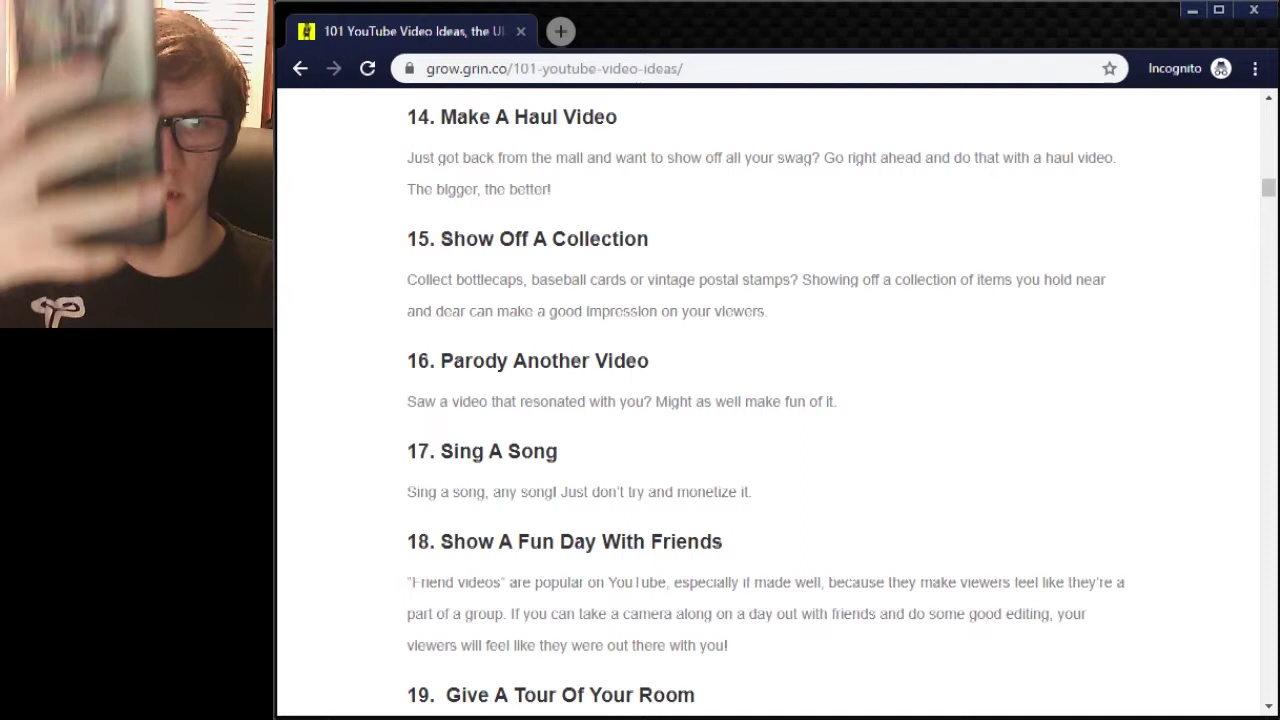 101 YouTube Video Ideas, the Ul
grow.grin.co/101-youtube-video-ideas/
Incognito
14. Make A Haul Video
Just got back from the mall and want to show off all your swag? Go right ahead and do that with a haul video.
The bigger, the better!
15. Show Off A Collection
Collect bottlecaps, baseball cards or vintage postal stamps? Showing off a collection of items you hold near
and dear can make a good impression on your viewers.
16. Parody Another Video
Saw a video that resonated with you? Might as well make fun of it.
17. Sing A Song
Sing a song, any song! Just don't try and monetize it.
18. Show A Fun Day With Friends
"Friend videos" are popular on YouTube, especially if made well, because they make viewers feel like they're a
part of a group. If you can take a camera along on a day out with friends and do some good editing, your
viewers will feel like they were out there with you!
19. Give A Tour Of Your Room